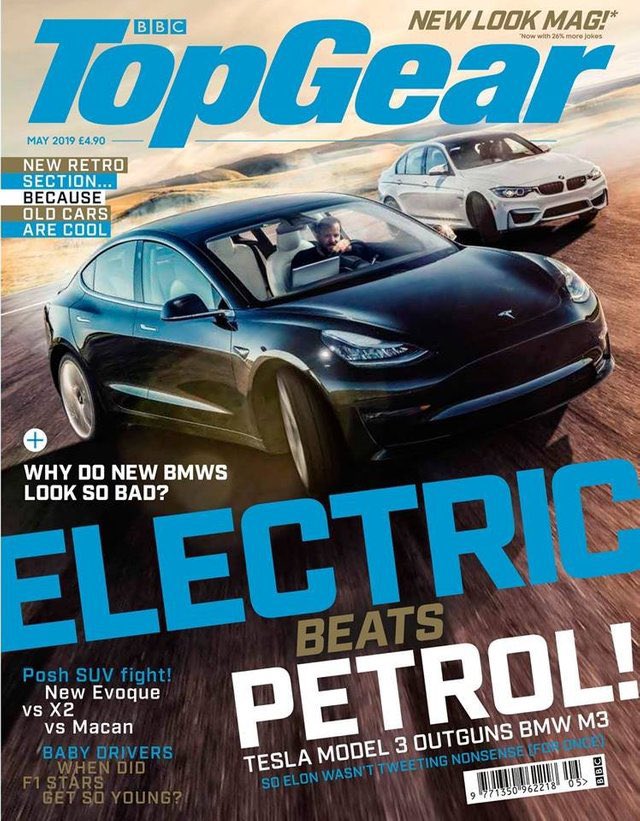 NEW LOOK MAG!*
*Now with 26% more jokes
BBC
TopGear
MAY 2019 £4.90
NEW RETRO
SECTION...
BECAUSE
OLD CARS
ARE COOL
+
WHY DO NEW BMWS
LOOK SO BAD?
ELECTRIC
BEATS
PETROL!
TESLA MODEL 3 OUTGUNS BMW M3
SO ELON WASN'T TWEETING NONSENSE (FOR ONCE)
Posh SUV fight!
New Evoque
vs X2
vs Macan
BABY DRIVERS
WHEN DID
F1 STARS
GET SO YOUNG?
9 771350 962218 05>
BBC